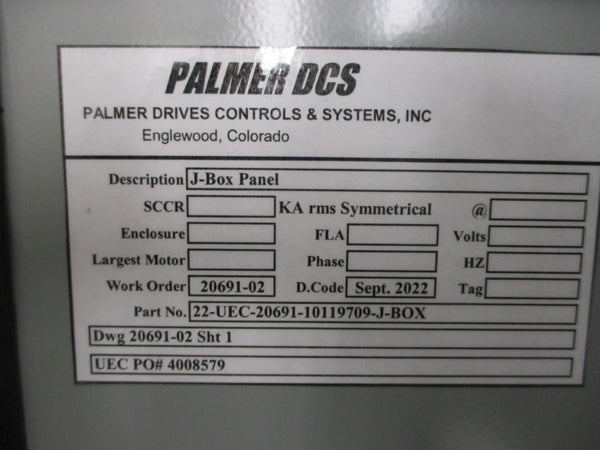 PALMER DCS
PALMER DRIVES CONTROLS & SYSTEMS, INC
Englewood, Colorado
Description J-Box Panel
SCCR KA rms Symmetrical @
Enclosure FLA Volts
Largest Motor Phase HZ
Work Order 20691-02 D.Code Sept. 2022 Tag
Part No. 22-UEC-20691-10119709-J-BOX
Dwg 20691-02 Sht 1
UEC PO# 4008579